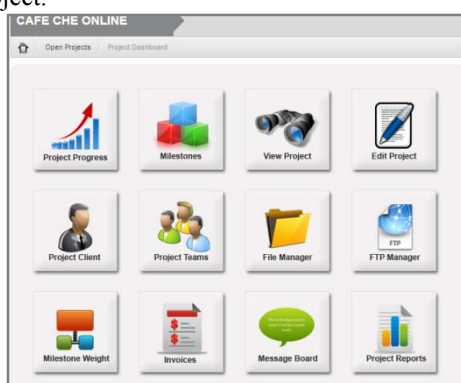 oject.
CAFE CHE ONLINE
Open Projects Project Dashboard
Project Progress Milestones View Project Edit Project
FTP
Project Client Project Teams File Manager FTP Manager
$
$
Milestone Weight Invoices Message Board Project Reports